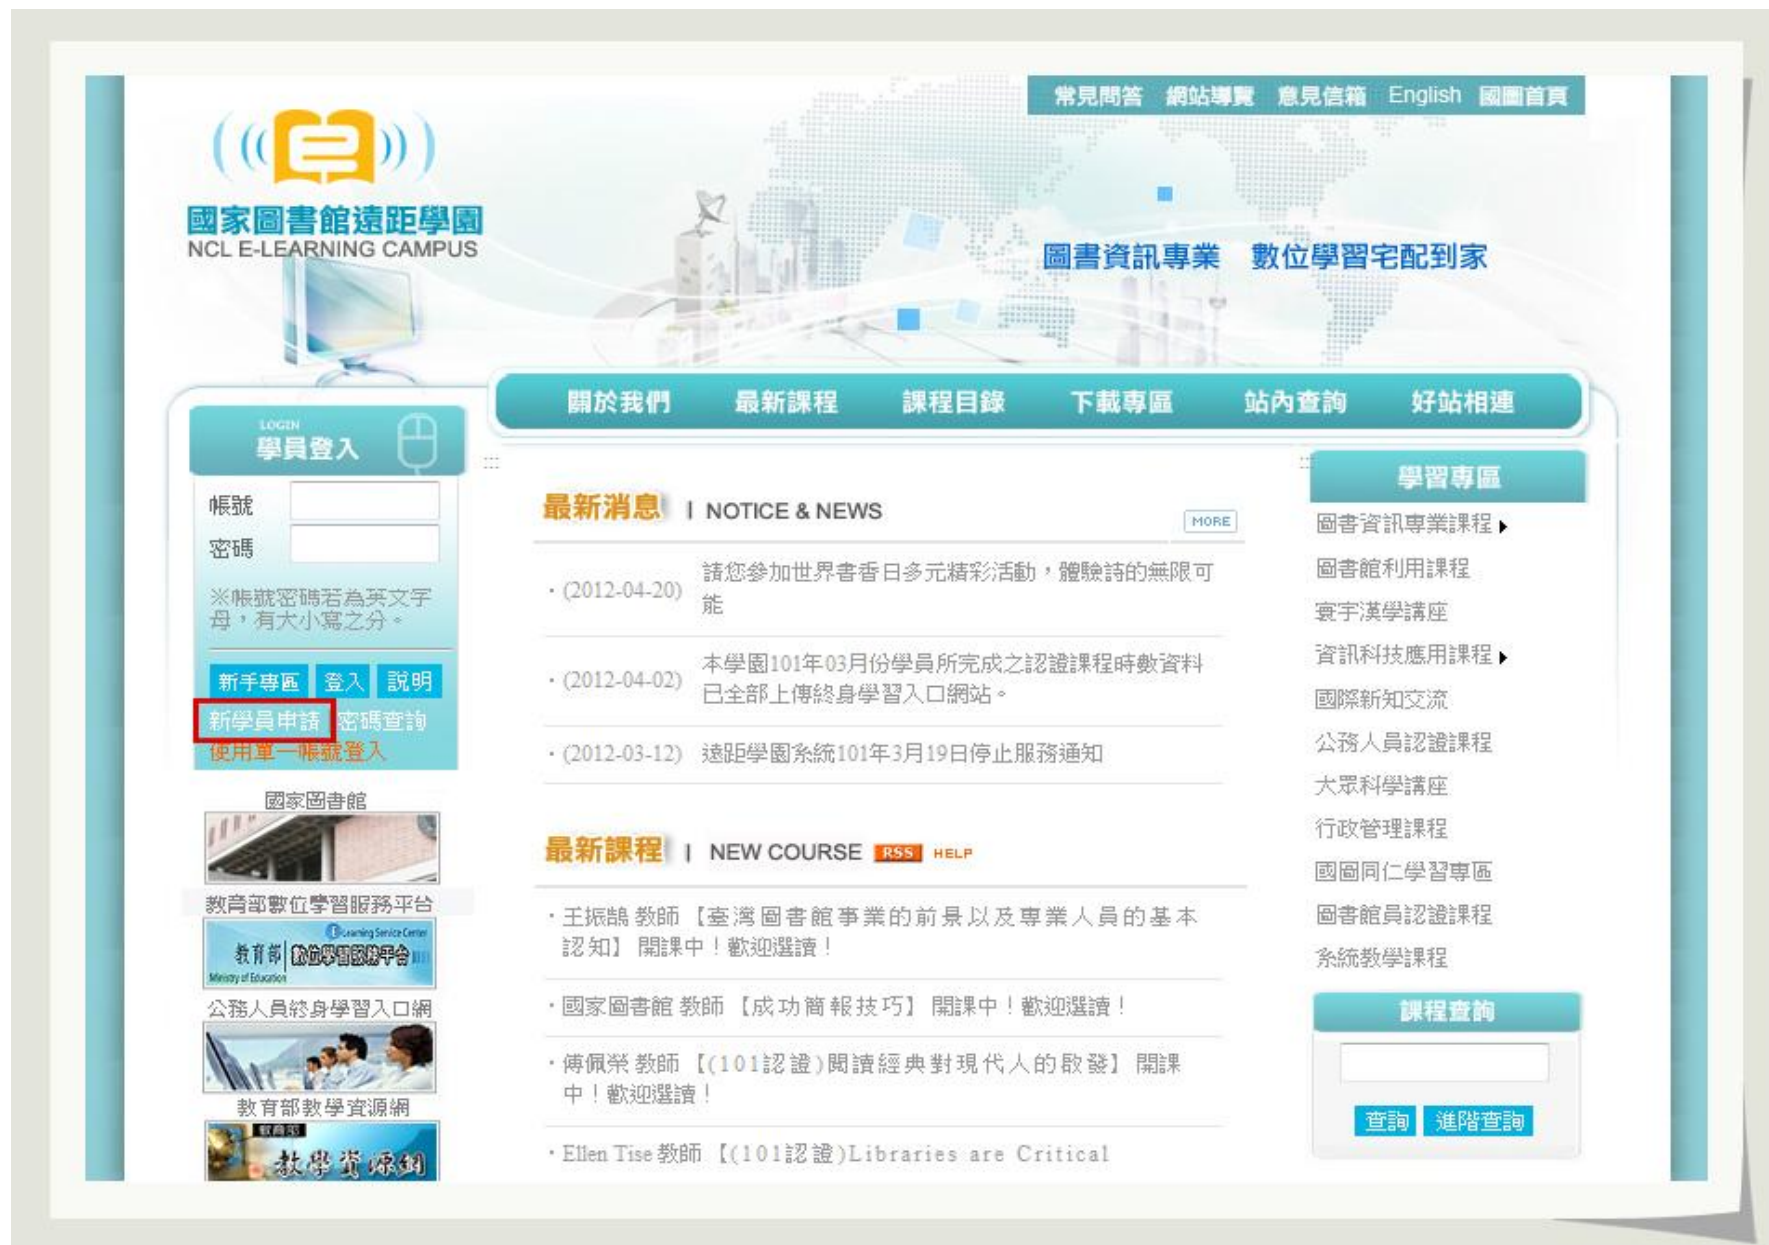 常見問答 網站導覽 意見信箱 English 國圖首頁
國家圖書館遠距學園
NCL E-LEARNING CAMPUS
圖書資訊專業 數位學習宅配到家
關於我們 最新課程 課程目錄 下載專區 站內查詢 好站相連
LOGIN
學員登入
帳號
密碼
※帳號密碼若為英文字
母，有大小寫之分。
新手專區 登入 說明
新學員申請 密碼查詢
使用單一帳號登入
國家圖書館
教育部數位學習服務平台
eLearning Service Center
教育部 數位學習服務平台
Ministry of Education
公務人員終身學習入口網
教育部教學資源網
教育部
教學資源網
最新消息 | NOTICE & NEWS
MORE
・(2012-04-20) 請您參加世界書香日多元精彩活動，體驗詩的無限可
能
・(2012-04-02) 本學園101年03月份學員所完成之認證課程時數資料
已全部上傳終身學習入口網站。
・(2012-03-12) 遠距學園系統101年3月19日停止服務通知
最新課程 | NEW COURSE RSS HELP
・王振鵠 教師【臺灣圖書館事業的前景以及專業人員的基本
認知】 開課中！歡迎選讀！
・國家圖書館 教師【成功簡報技巧】 開課中！歡迎選讀！
・傅佩榮 教師【(101認證)閱讀經典對現代人的啟發】 開課
中！歡迎選讀！
・Ellen Tise 教師【(101認證)Libraries are Critical
學習專區
圖書資訊專業課程
圖書館利用課程
寰宇漢學講座
資訊科技應用課程
國際新知交流
公務人員認證課程
大眾科學講座
行政管理課程
國圖同仁學習專區
圖書館員認證課程
系統教學課程
課程查詢
查詢 進階查詢